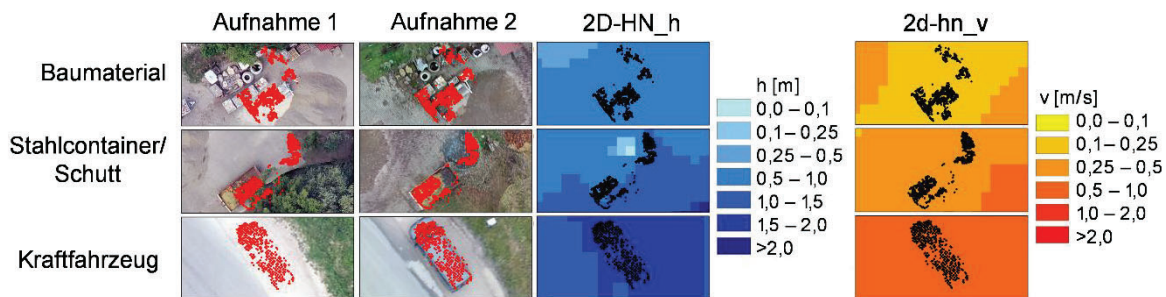 Aufnahme 1 Aufnahme 2 2D-HN_h 2d-hn_v
Baumaterial
Stahlcontainer/
Schutt
Kraftfahrzeug
h [m]
0,0 – 0,1
0,1 – 0,25
0,25 – 0,5
0,5 – 1,0
1,0 – 1,5
1,5 – 2,0
>2,0
v [m/s]
0,0 – 0,1
0,1 – 0,25
0,25 – 0,5
0,5 – 1,0
1,0 – 2,0
>2,0